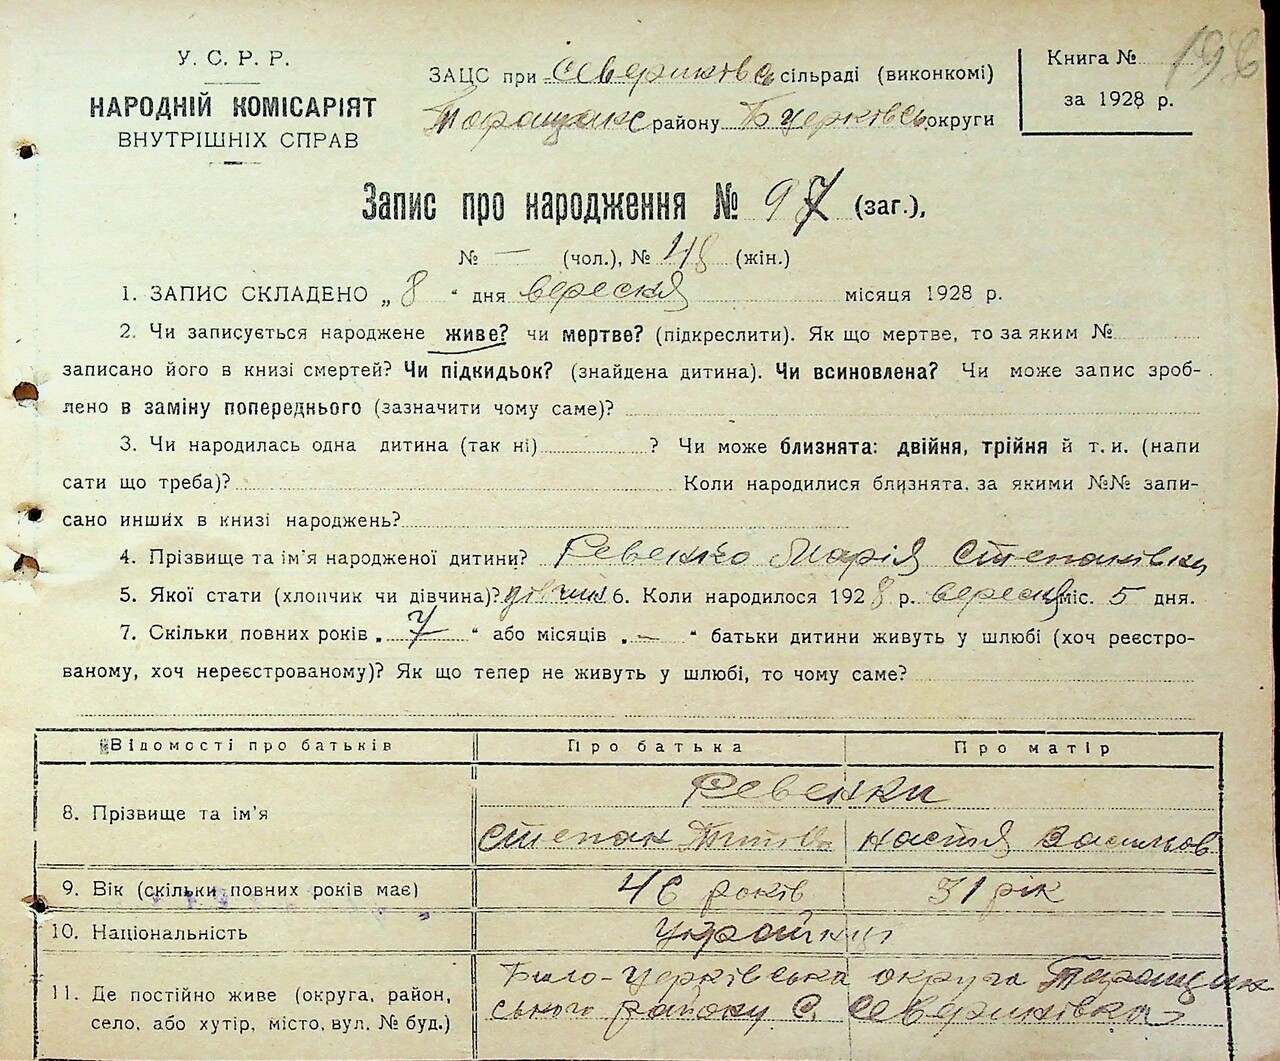 У. С. Р. Р.
НАРОДНІЙ КОМІСАРІЯТ
ВНУТРІШНІХ СПРАВ
ЗАЦС при Севериковсь сільраді (виконкомі)
Таращанс району Б Церківсь округи
Книга №
за 1928 р.
198
Запис про народження № 97 (заг.),
№ — (чол.), № 48 (жін.)
1. ЗАПИС СКЛАДЕНО „ 8 “ дня вересня місяця 1928 р.
2. Чи записується народжене живе? чи мертве? (підкреслити). Як що мертве, то за яким №
записано його в книзі смертей? Чи підкидьок? (знайдена дитина). Чи всиновлена? Чи може запис зроб-
лено в заміну попереднього (зазначити чому саме)?
3. Чи народилась одна дитина (так ні) ? Чи може близнята: двійня, трійня й т. и. (напи
сати що треба)? Коли народилися близнята, за якими №№ запи-
сано инших в книзі народжень?
4. Прізвище та ім'я народженої дитини? Ревенко Марія Степанівна
5. Якої стати (хлопчик чи дівчина)? дівчин 6. Коли народилося 1928 р. вересня міс. 5 дня.
7. Скільки повних років „ 7 “ або місяців „ — “ батьки дитини живуть у шлюбі (хоч реєстро-
ваному, хоч нереєстрованому)? Як що тепер не живуть у шлюбі, то чому саме?
Відомості про батьків Про батька Про матір
8. Прізвище та ім'я Ревенки
Степан Титов Настя Васильов
9. Вік (скільки повних років має) 46 років 31 рік
10. Національність Українці
11. Де постійно живе (округа, район,
село, або хутір, місто, вул. № буд.)
Било-Церківська округа Таращан
ського району С. Севериківка